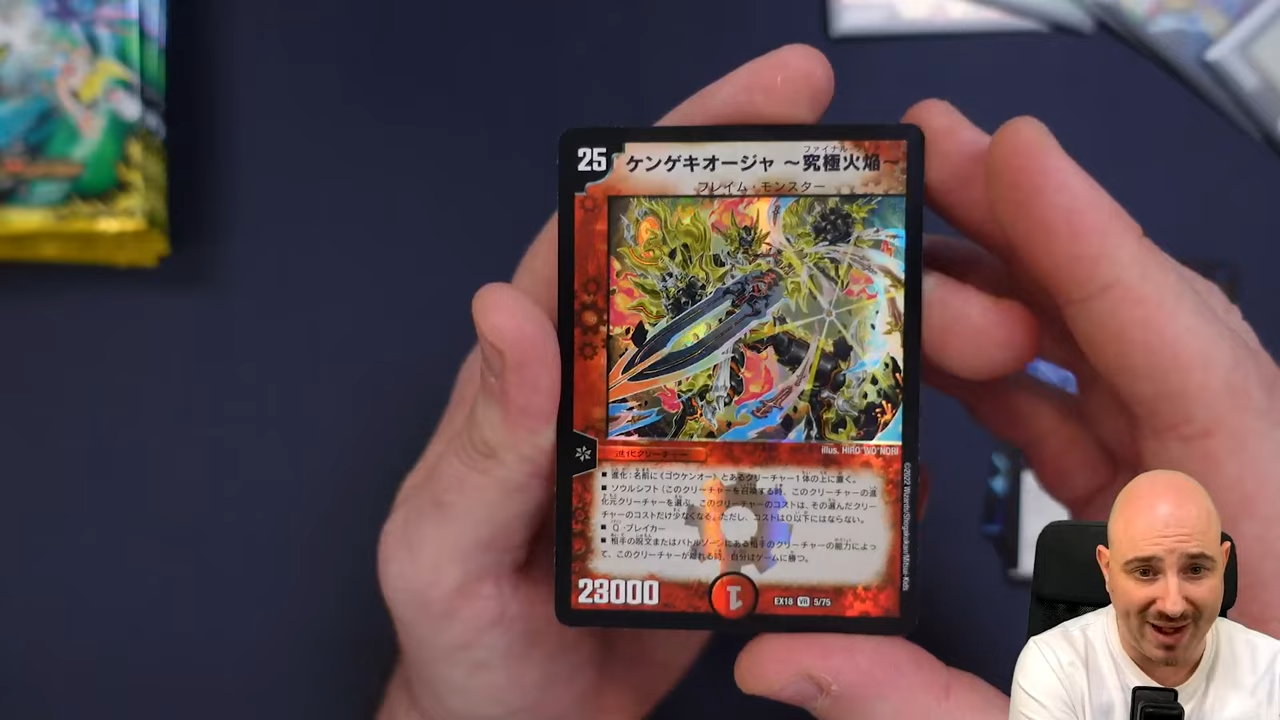 25
ファイナル
ケンゲキオージャ ～究極火焔～
フレイム・モンスター
illus. HIRO'WO'NORI
進化クリーチャー
■ 進化：名前に《ゴウケンオー》とあるクリーチャー1体の上に置く。
■ ソウルシフト（このクリーチャーを召喚する時、このクリーチャーの進
化元クリーチャーを選ぶ。このクリーチャーのコストは、その選んだクリ
ーチャーのコストだけ少なくなる。ただし、コストは0以下にはならない。
■ Q・ブレイカー
■ 相手の呪文またはバトルゾーンにある相手のクリーチャーの能力によっ
て、このクリーチャーが離れる時、自分はゲームに勝つ。
23000
1
EX18 VR 5/75
©2022 Wizards/Shogakukan/Mitsui-Kids